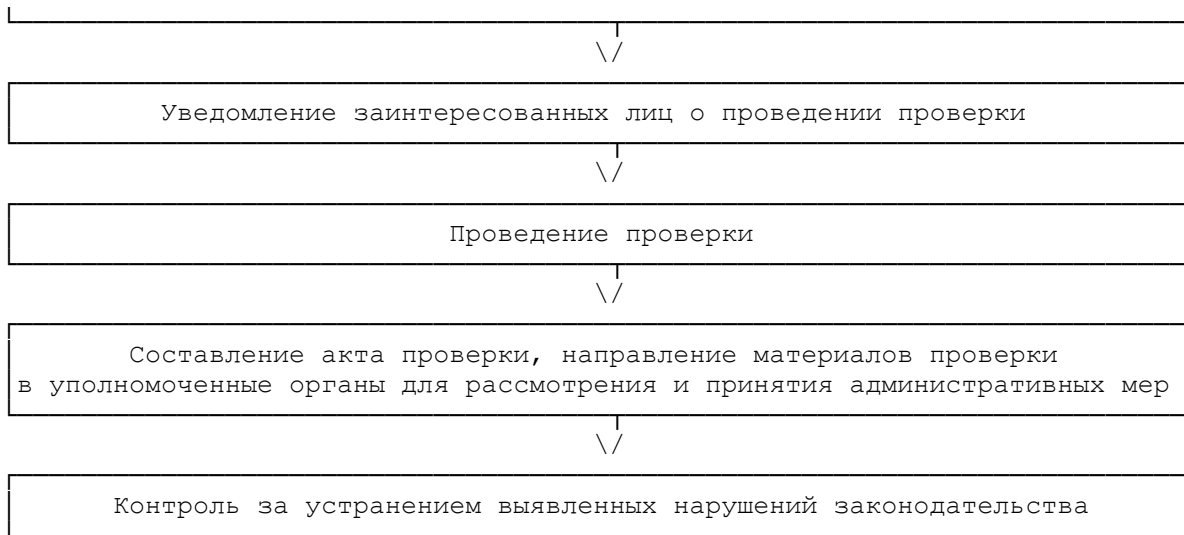 \/
Уведомление заинтересованных лиц о проведении проверки
\/
Проведение проверки
\/
Составление акта проверки, направление материалов проверки
в уполномоченные органы для рассмотрения и принятия административных мер
\/
Контроль за устранением выявленных нарушений законодательства